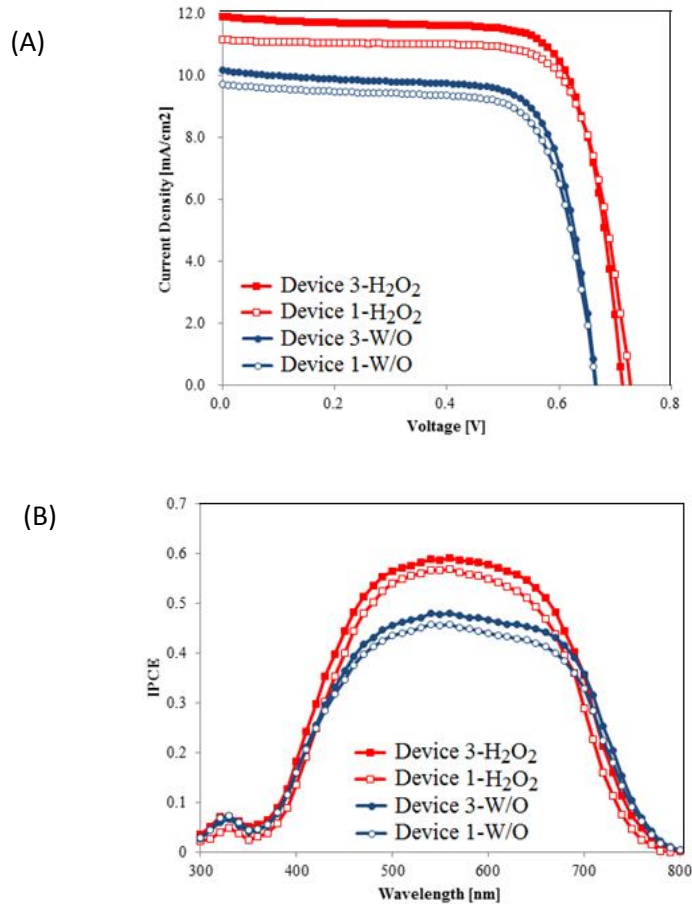 (A)
12.0
10.0
8.0
6.0
4.0
2.0
0.0
Current Density [mA/cm2]
Device 3-H₂O₂
Device 1-H₂O₂
Device 3-W/O
Device 1-W/O
0.0 0.2 0.4 0.6 0.8
Voltage [V]
(B)
0.7
0.6
0.5
0.4
0.3
0.2
0.1
0
IPCE
Device 3-H₂O₂
Device 1-H₂O₂
Device 3-W/O
Device 1-W/O
300 400 500 600 700 800
Wavelength [nm]